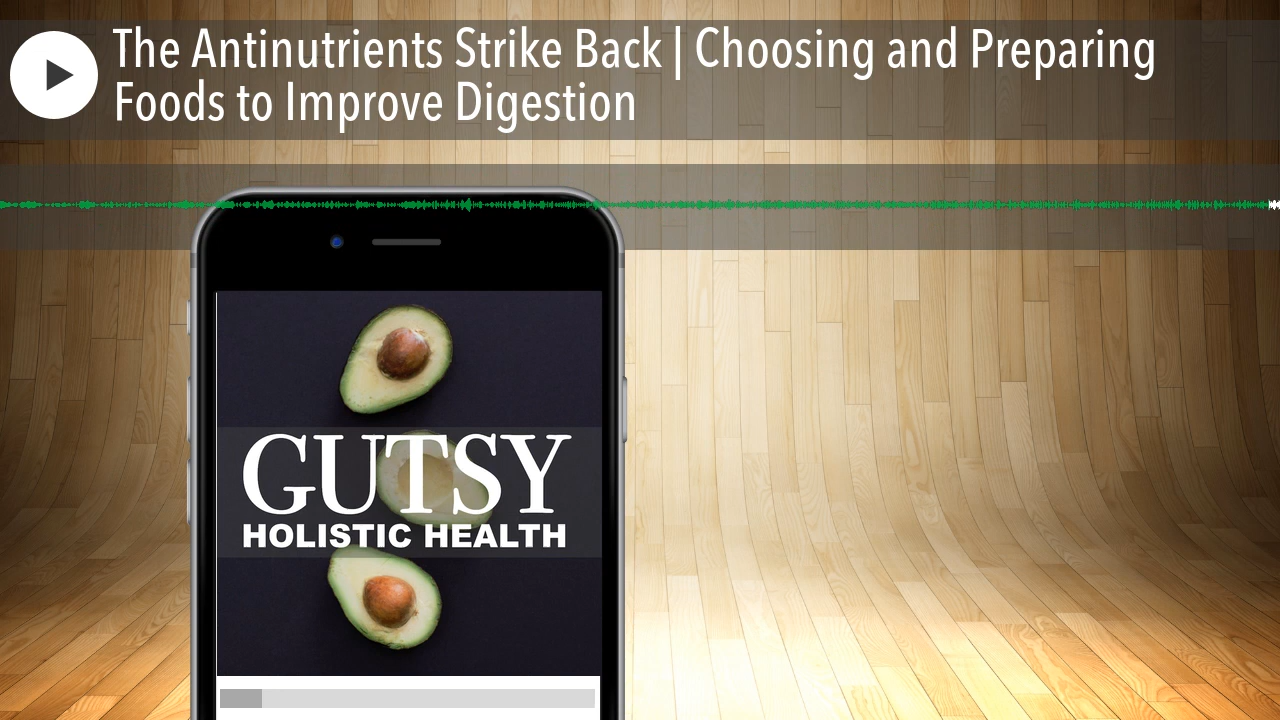 The Antinutrients Strike Back | Choosing and Preparing
Foods to Improve Digestion
GUTSY
HOLISTIC HEALTH